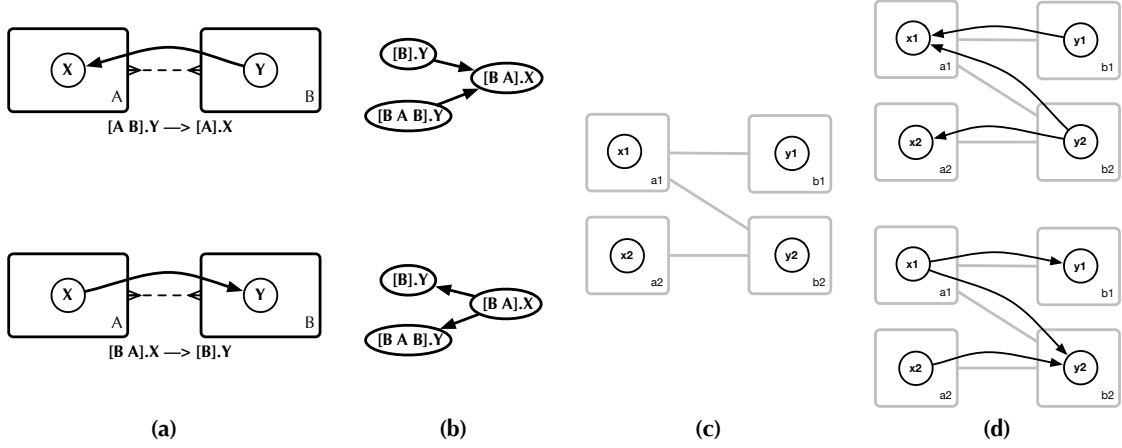 X
Y
A
B
[A B].Y —> [A].X
X
Y
A
B
[B A].X —> [B].Y
(a)
[B].Y
[B A].X
[B A B].Y
[B].Y
[B A].X
[B A B].Y
(b)
x1
y1
a1
b1
x2
y2
a2
b2
(c)
x1
y1
a1
b1
x2
y2
a2
b2
x1
y1
a1
b1
x2
y2
a2
b2
(d)